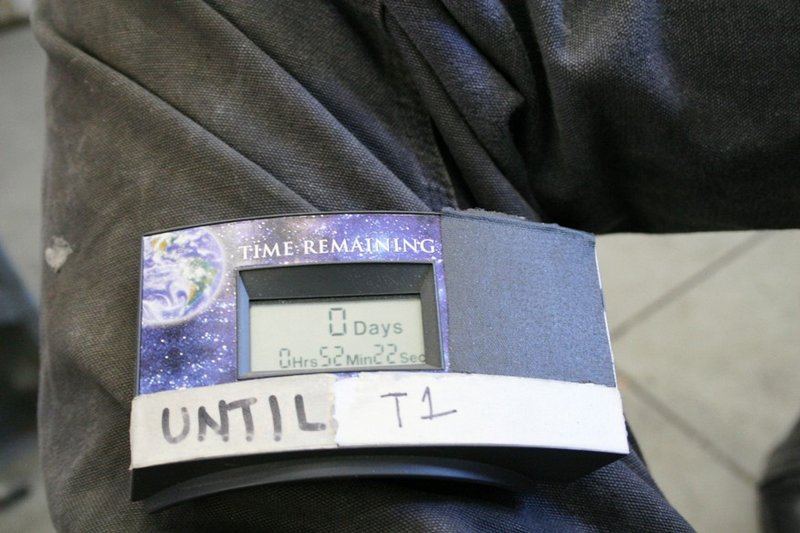 TIME REMAINING
0 Days
0 Hrs 52 Min 22 Sec
UNTIL T1